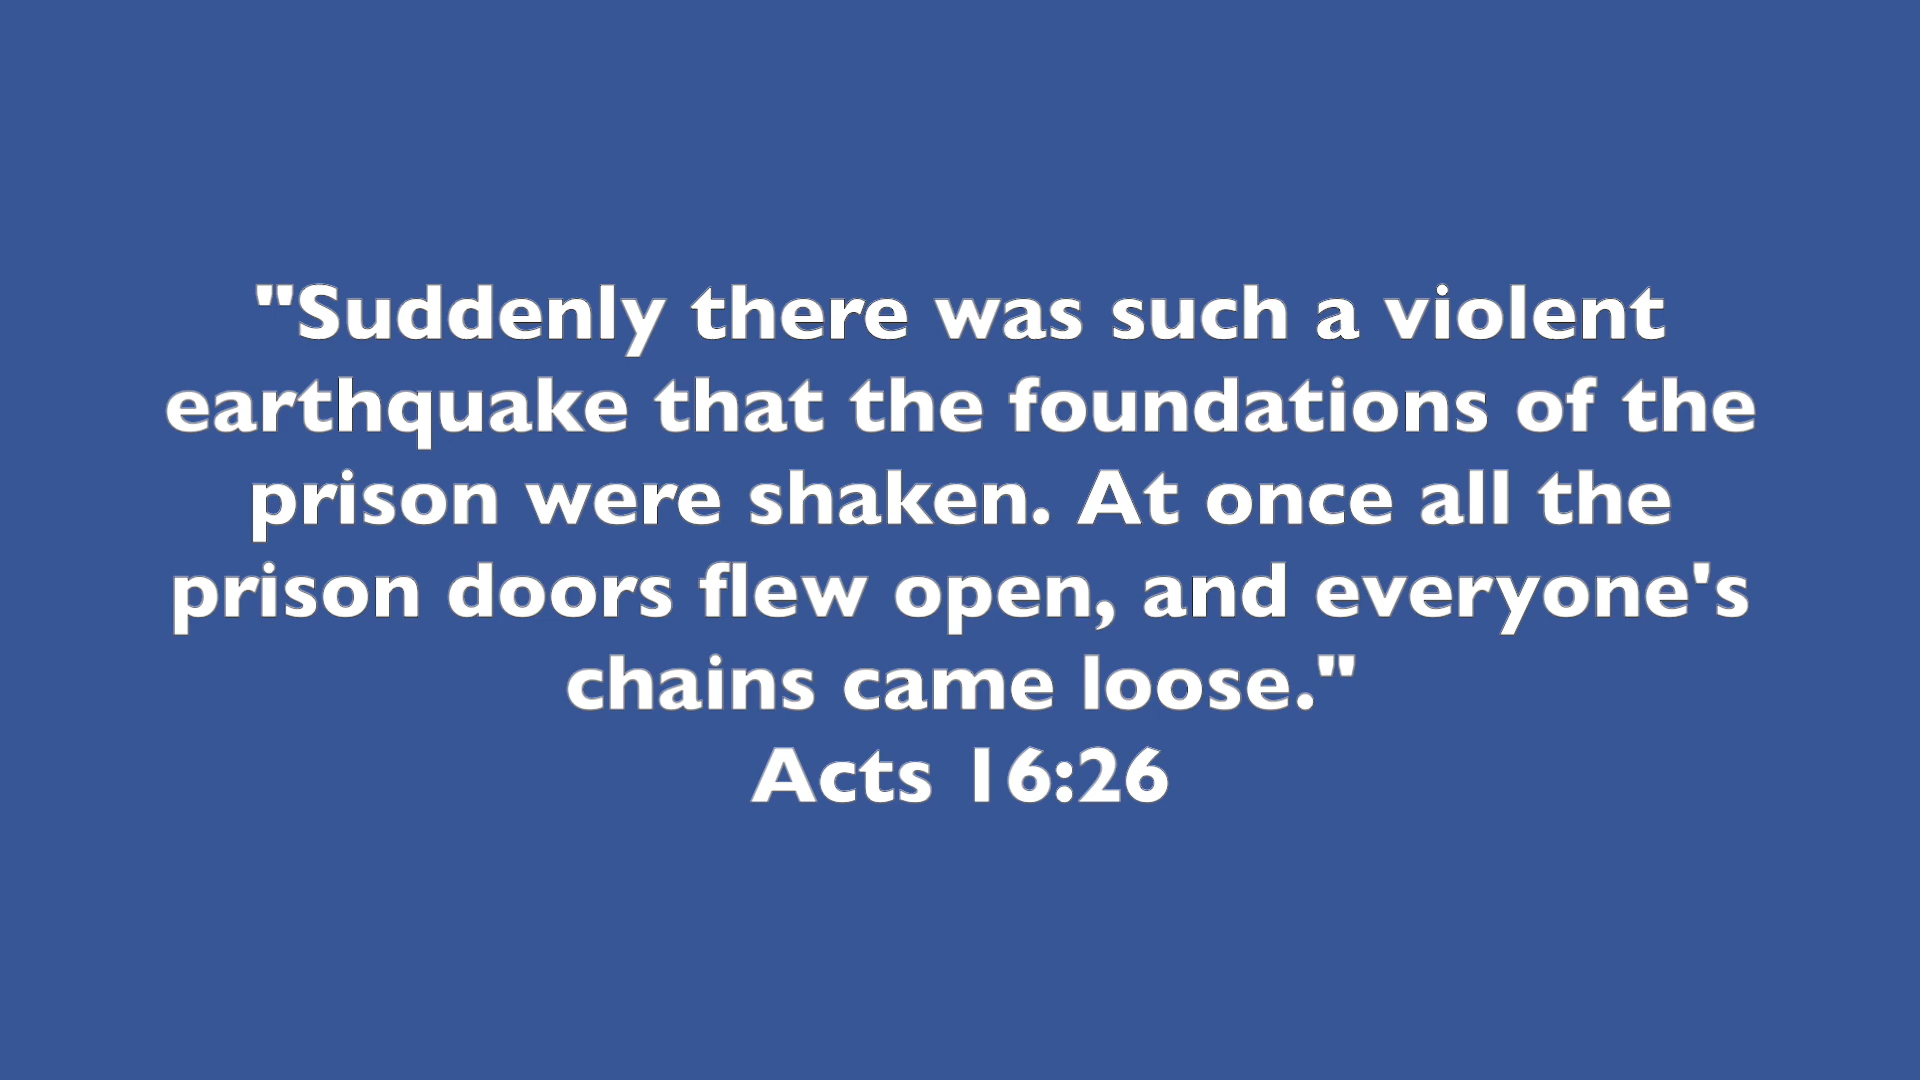 "Suddenly there was such a violent
earthquake that the foundations of the
prison were shaken. At once all the
prison doors flew open, and everyone's
chains came loose."
Acts 16:26